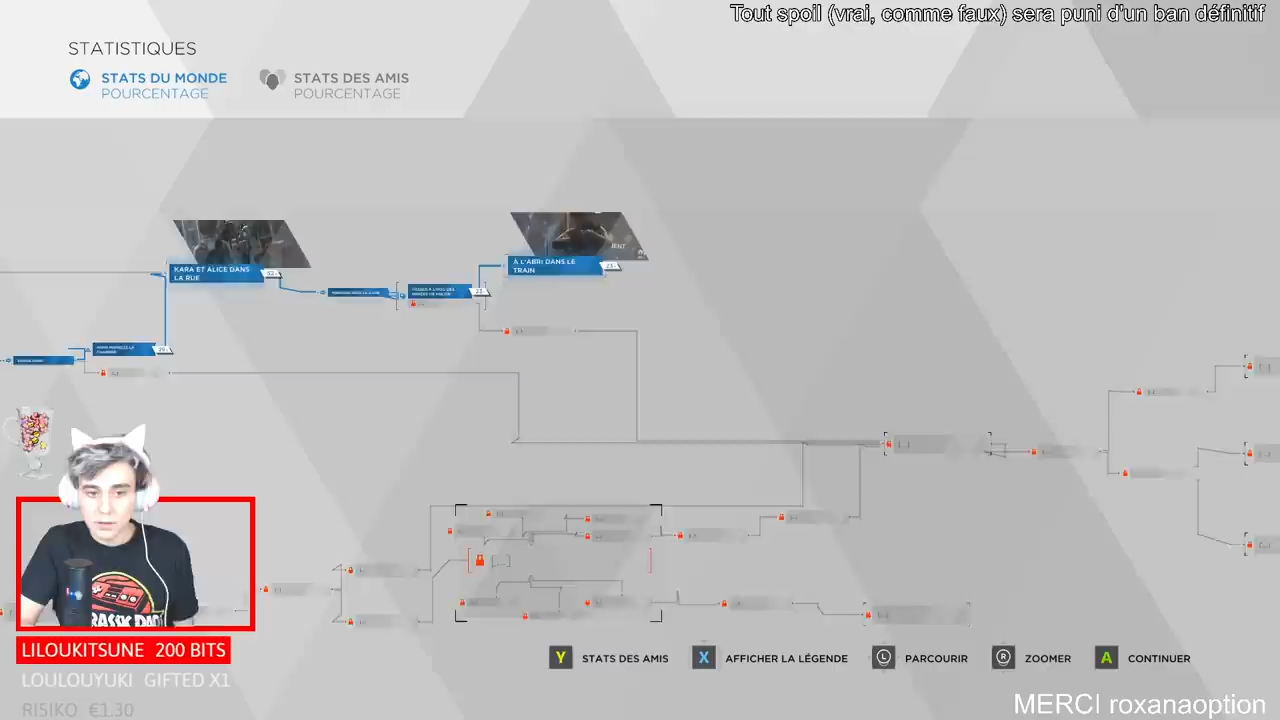 Tout spoil (vrai, comme faux) sera puni d'un ban définitif
STATISTIQUES
STATS DU MONDE
POURCENTAGE
STATS DES AMIS
POURCENTAGE
KARA ET ALICE DANS
LA RUE
À L'ABRI DANS LE
TRAIN
LILOUKITSUNE 200 BITS
LOULOUYUKI GIFTED X1
RISIKO €1.30
Y STATS DES AMIS
X AFFICHER LA LÉGENDE
L PARCOURIR
R ZOOMER
A CONTINUER
MERCI roxanaoption